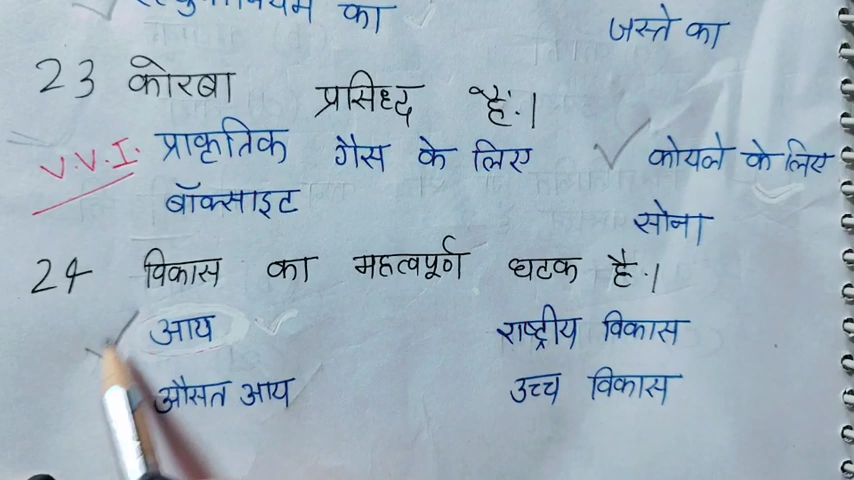 का
जस्ते का
23 कोरबा प्रसिध्द है.।
V.V.I. प्राकृतिक गैस के लिए कोयले के लिए
बॉक्साइट सोना
24 विकास का महत्वपूर्ण घटक है.।
आय राष्ट्रीय विकास
औसत आय उच्च विकास